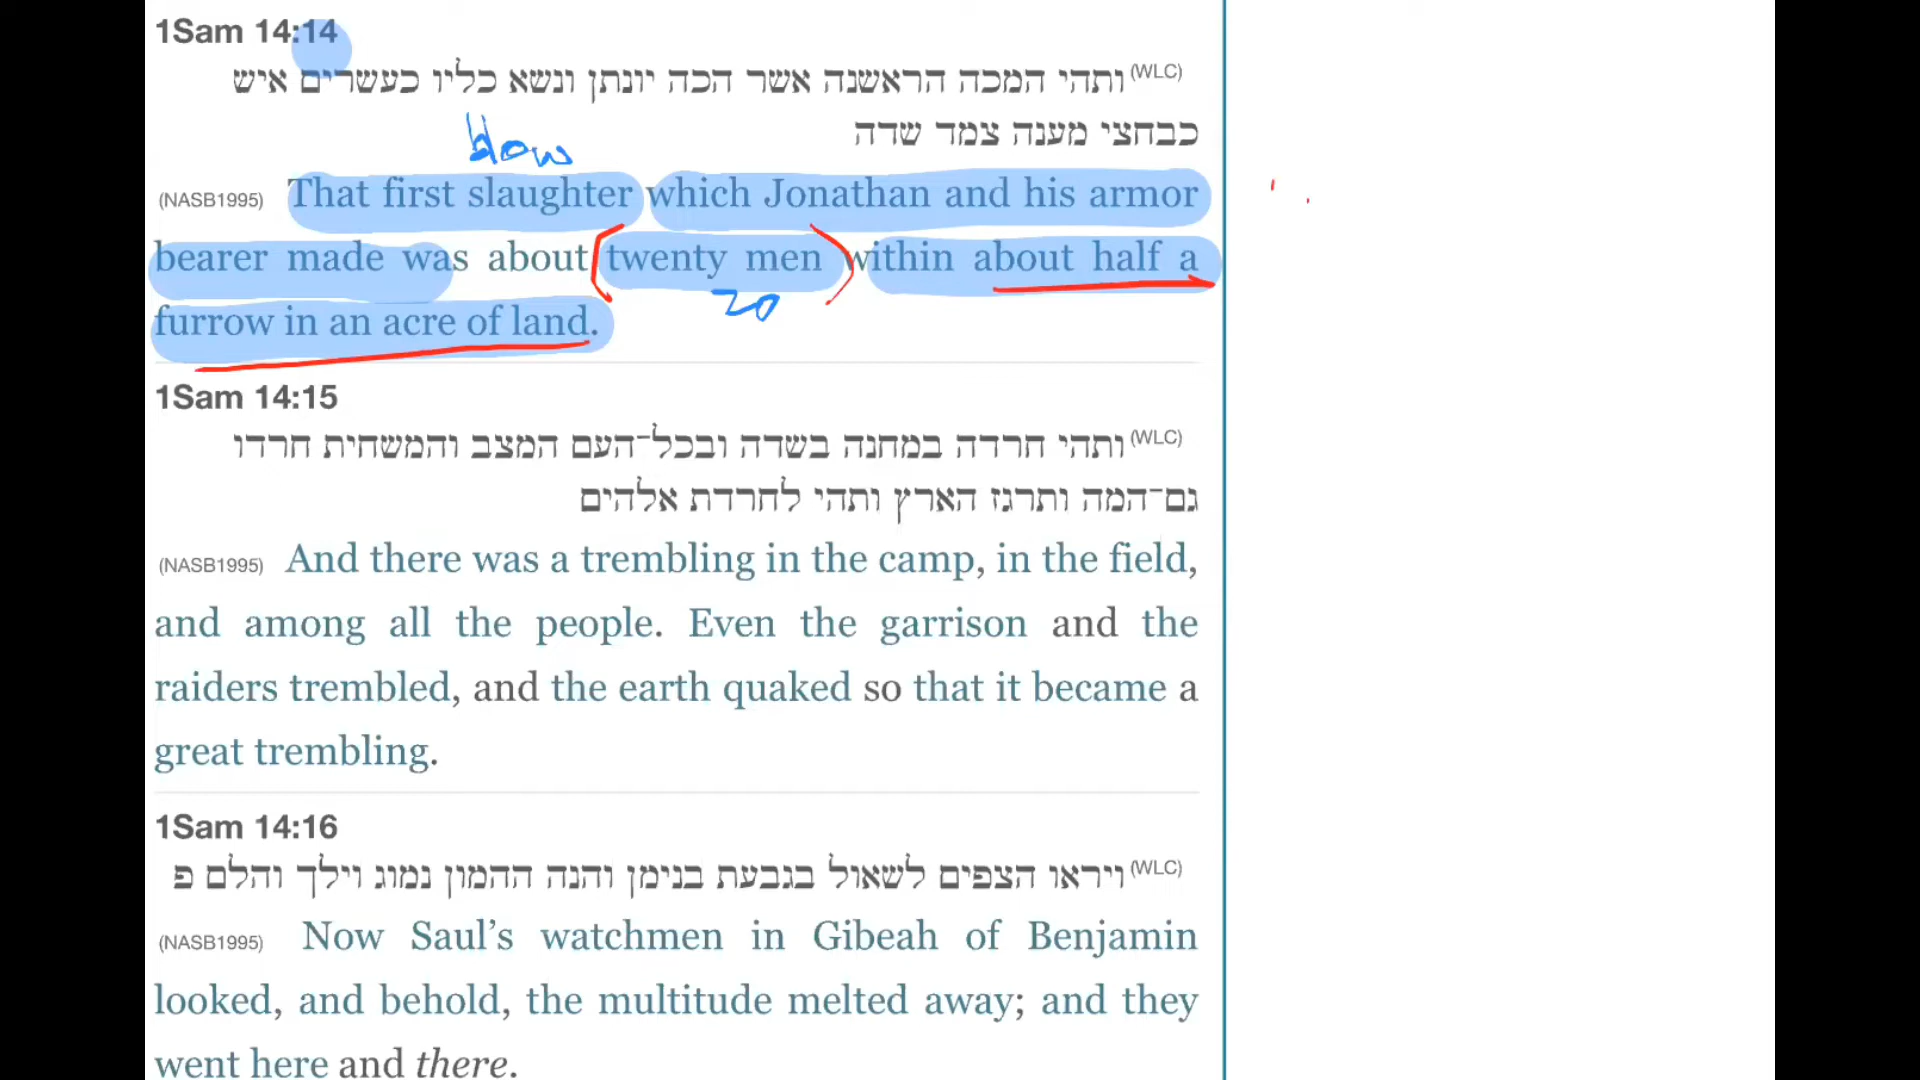 1Sam 14:14
(WLC) ותהי המכה הראשנה אשר הכה יונתן ונשא כליו כעשרים איש
כבחצי מענה צמד שדה
blow
(NASB1995) That first slaughter which Jonathan and his armor
bearer made was about twenty men within about half a
20
furrow in an acre of land.
1Sam 14:15
(WLC) ותהי חרדה במחנה בשדה ובכל־העם המצב והמשחית חרדו
גם־המה ותרגז הארץ ותהי לחרדת אלהים
(NASB1995) And there was a trembling in the camp, in the field,
and among all the people. Even the garrison and the
raiders trembled, and the earth quaked so that it became a
great trembling.
1Sam 14:16
(WLC) ויראו הצפים לשאול בגבעת בנימן והנה ההמון נמוג וילך והלם פ
(NASB1995) Now Saul’s watchmen in Gibeah of Benjamin
looked, and behold, the multitude melted away; and they
went here and there.